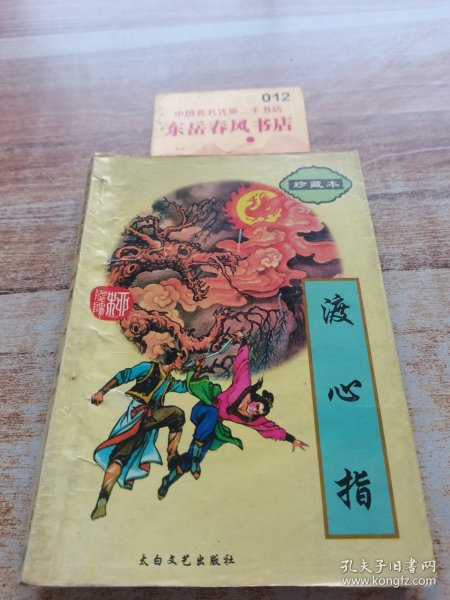 012
中国著名优质二手书店
东岳春风书店
珍藏本
渡心指
太白文艺出版社
孔夫子旧书网
www.kongfz.com